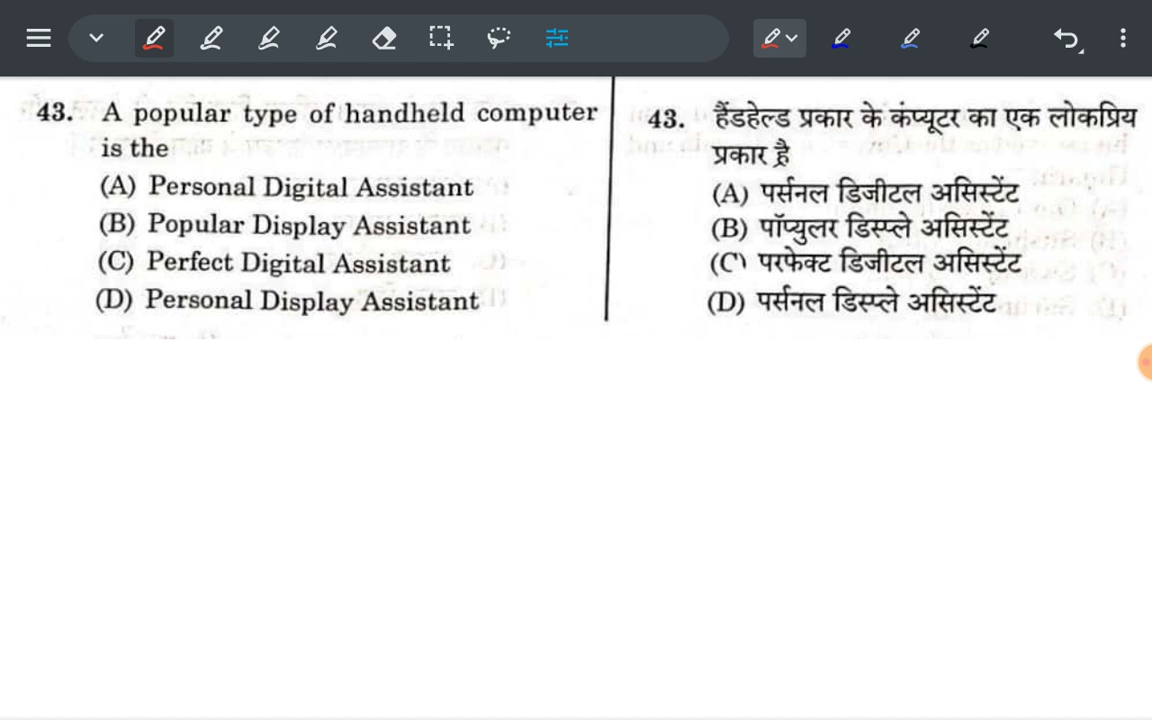 43. A popular type of handheld computer
is the
(A) Personal Digital Assistant
(B) Popular Display Assistant
(C) Perfect Digital Assistant
(D) Personal Display Assistant
43. हैंडहेल्ड प्रकार के कंप्यूटर का एक लोकप्रिय
प्रकार है
(A) पर्सनल डिजीटल असिस्टेंट
(B) पॉप्युलर डिस्प्ले असिस्टेंट
(C) परफेक्ट डिजीटल असिस्टेंट
(D) पर्सनल डिस्प्ले असिस्टेंट